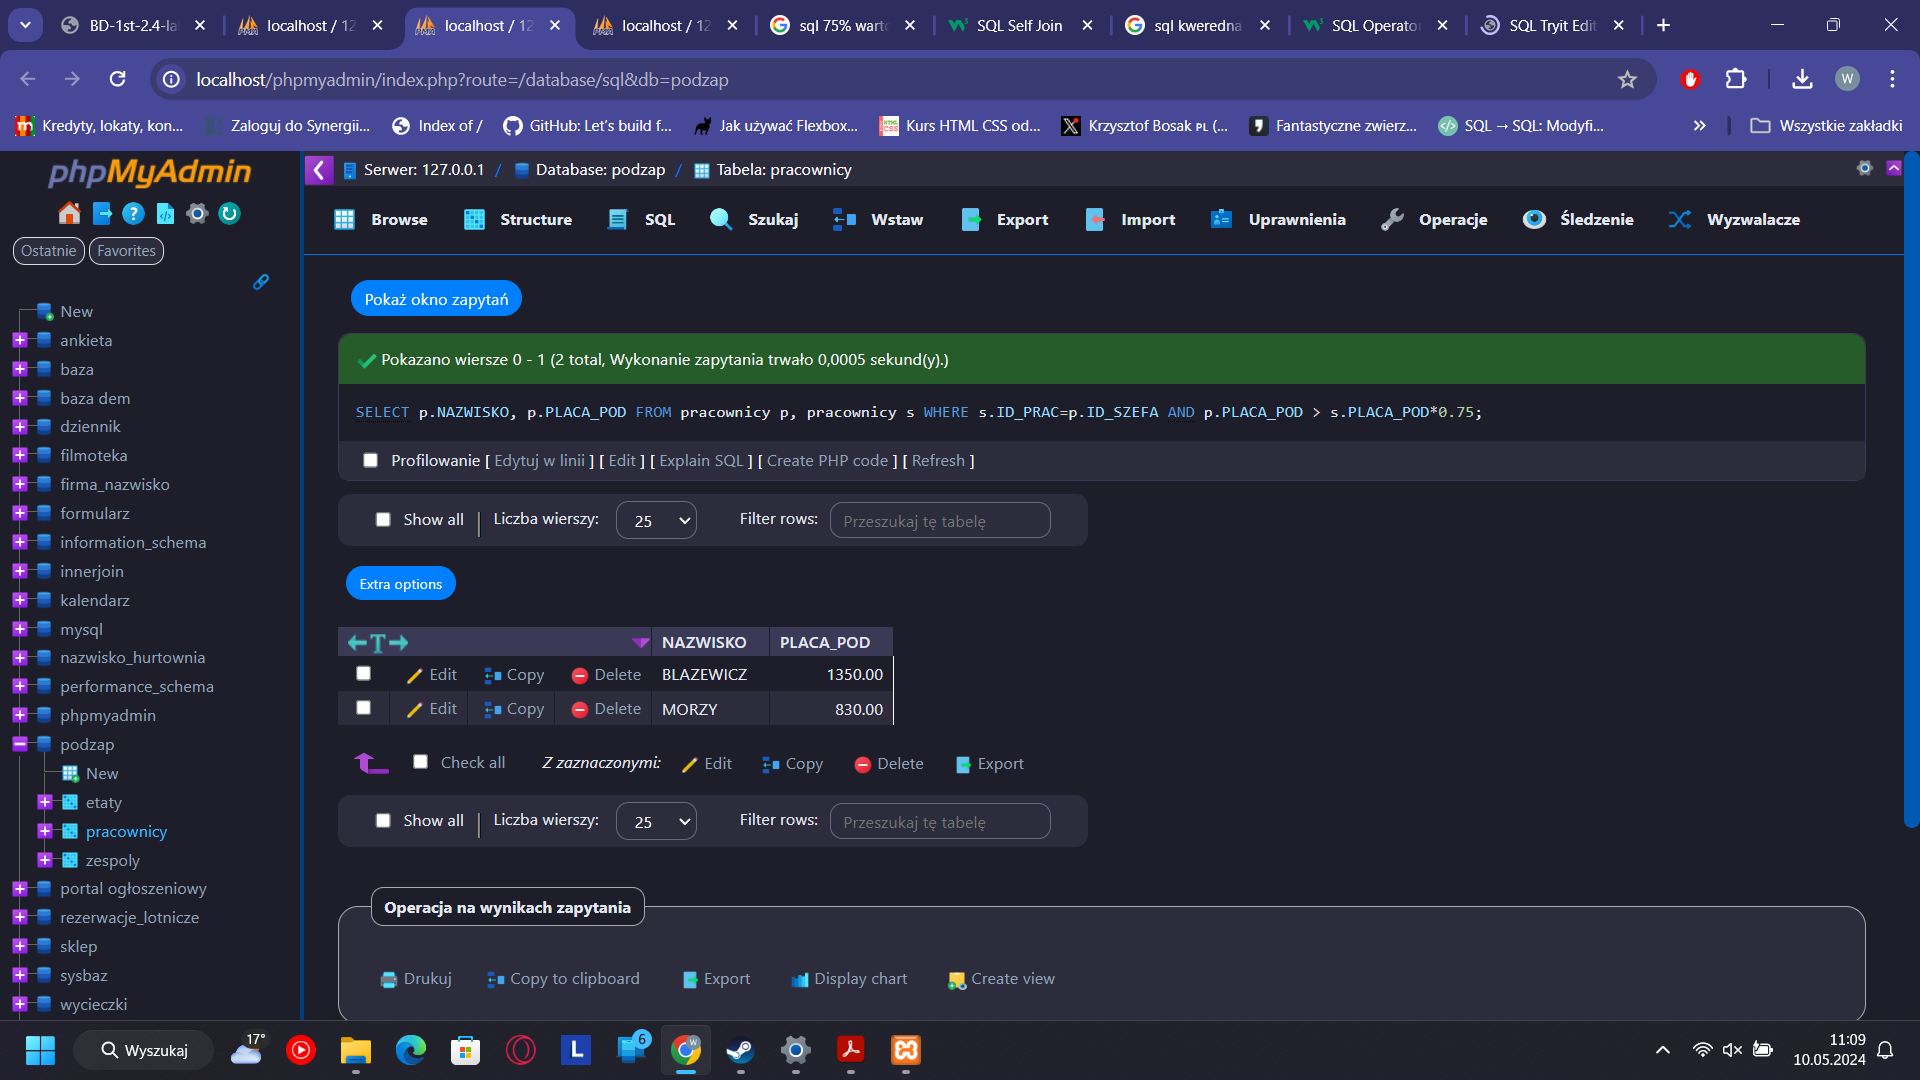 BD-1st-2.4-la
localhost / 12
localhost / 12
localhost / 12
sql 75% warto
SQL Self Join
sql kweredna
SQL Operator
SQL Tryit Edit
localhost/phpmyadmin/index.php?route=/database/sql&db=podzap
W
Kredyty, lokaty, kon...
Zaloguj do Synergii...
Index of /
GitHub: Let's build f...
Jak używać Flexbox...
Kurs HTML CSS od...
Krzysztof Bosak PL (...
Fantastyczne zwierz...
SQL → SQL: Modyfi...
Wszystkie zakładki
phpMyAdmin
Ostatnie
Favorites
New
ankieta
baza
baza dem
dziennik
filmoteka
firma_nazwisko
formularz
information_schema
innerjoin
kalendarz
mysql
nazwisko_hurtownia
performance_schema
phpmyadmin
podzap
New
etaty
pracownicy
zespoly
portal ogłoszeniowy
rezerwacje_lotnicze
sklep
sysbaz
wycieczki
Serwer: 127.0.0.1 / Database: podzap / Tabela: pracownicy
Browse
Structure
SQL
Szukaj
Wstaw
Export
Import
Uprawnienia
Operacje
Śledzenie
Wyzwalacze
Pokaż okno zapytań
Pokazano wiersze 0 - 1 (2 total, Wykonanie zapytania trwało 0,0005 sekund(y).)
SELECT p.NAZWISKO, p.PLACA_POD FROM pracownicy p, pracownicy s WHERE s.ID_PRAC=p.ID_SZEFA AND p.PLACA_POD > s.PLACA_POD*0.75;
Profilowanie [ Edytuj w linii ] [ Edit ] [ Explain SQL ] [ Create PHP code ] [ Refresh ]
Show all | Liczba wierszy: 25 Filter rows: Przeszukaj tę tabelę
Extra options
←T→ NAZWISKO PLACA_POD
Edit Copy Delete BLAZEWICZ 1350.00
Edit Copy Delete MORZY 830.00
Check all Z zaznaczonymi: Edit Copy Delete Export
Show all | Liczba wierszy: 25 Filter rows: Przeszukaj tę tabelę
Operacja na wynikach zapytania
Drukuj Copy to clipboard Export Display chart Create view
17°
Wyszukaj
L
6
11:09
10.05.2024